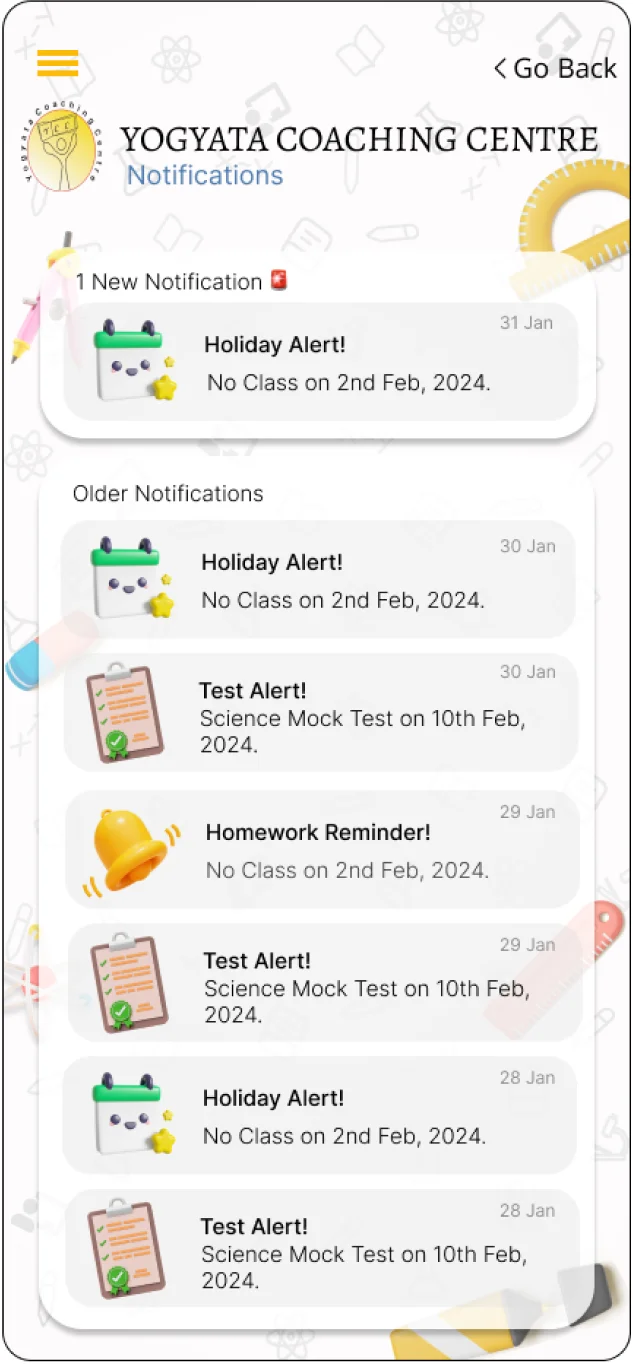 < Go Back
Yogyata Coaching Centre
YCC
YOGYATA COACHING CENTRE
Notifications
1 New Notification 🚨
31 Jan
Holiday Alert!
No Class on 2nd Feb, 2024.
Older Notifications
30 Jan
Holiday Alert!
No Class on 2nd Feb, 2024.
30 Jan
Test Alert!
Science Mock Test on 10th Feb,
2024.
29 Jan
Homework Reminder!
No Class on 2nd Feb, 2024.
29 Jan
Test Alert!
Science Mock Test on 10th Feb,
2024.
28 Jan
Holiday Alert!
No Class on 2nd Feb, 2024.
28 Jan
Test Alert!
Science Mock Test on 10th Feb,
2024.